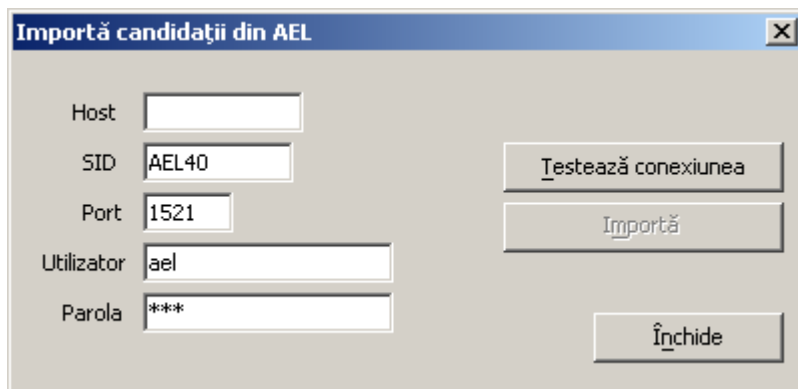 Importă candidaţii din AEL
Host
SID AEL40
Port 1521
Utilizator ael
Parola ***
Testează conexiunea
Importă
Închide